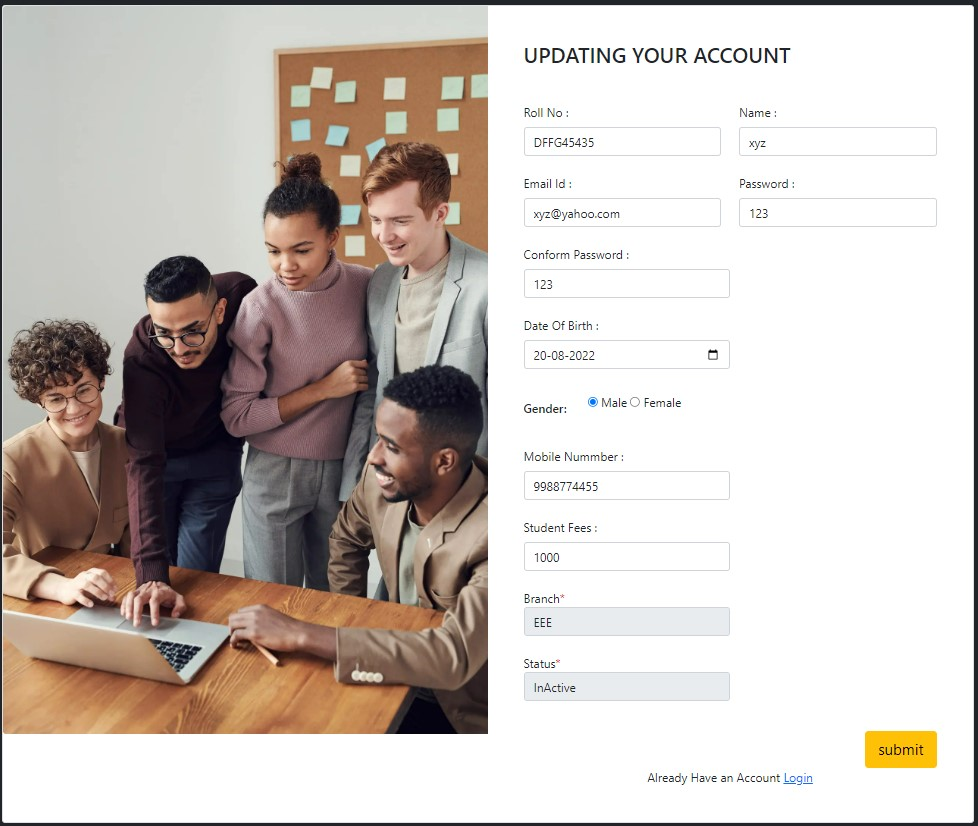 UPDATING YOUR ACCOUNT
Roll No : Name :
DFFG45435 xyz
Email Id : Password :
xyz@yahoo.com 123
Conform Password :
123
Date Of Birth :
20-08-2022
Gender: Male Female
Mobile Nummber :
9988774455
Student Fees :
1000
Branch*
EEE
Status*
InActive
submit
Already Have an Account Login